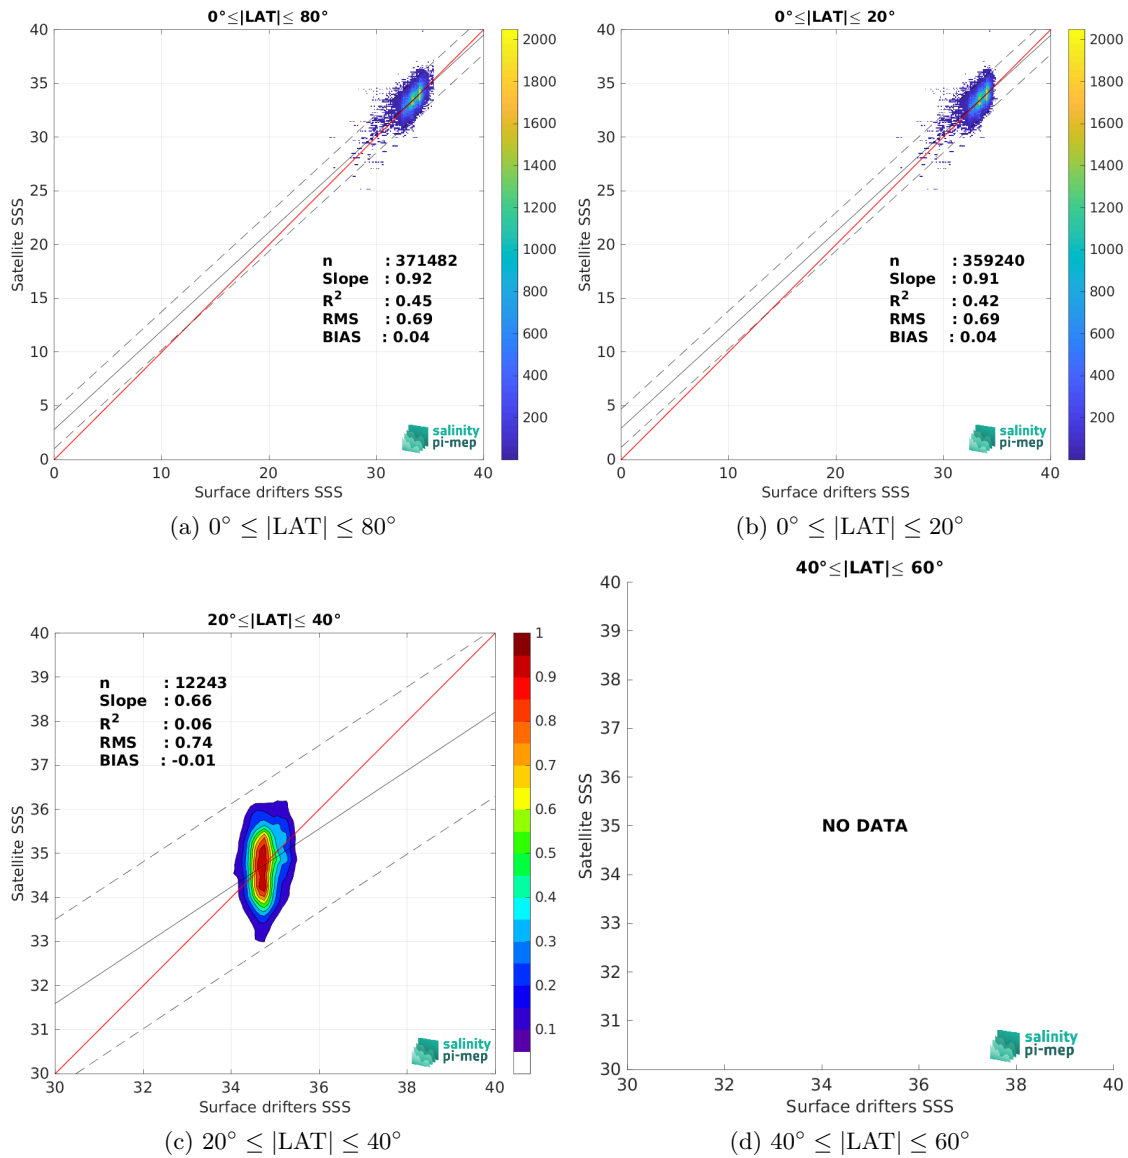 0°≤|LAT|≤ 80°
40
35
30
25
20
15
10
5
0
Satellite SSS
n : 371482
Slope : 0.92
R² : 0.45
RMS : 0.69
BIAS : 0.04
salinity
pi-mep
0 10 20 30 40
Surface drifters SSS
2000
1800
1600
1400
1200
1000
800
600
400
200
(a) 0° ≤ |LAT| ≤ 80°
0°≤|LAT|≤ 20°
40
35
30
25
20
15
10
5
0
Satellite SSS
n : 359240
Slope : 0.91
R² : 0.42
RMS : 0.69
BIAS : 0.04
salinity
pi-mep
0 10 20 30 40
Surface drifters SSS
2000
1800
1600
1400
1200
1000
800
600
400
200
(b) 0° ≤ |LAT| ≤ 20°
20°≤|LAT|≤ 40°
40
39
38
37
36
35
34
33
32
31
30
Satellite SSS
n : 12243
Slope : 0.66
R² : 0.06
RMS : 0.74
BIAS : -0.01
salinity
pi-mep
30 32 34 36 38 40
Surface drifters SSS
1
0.9
0.8
0.7
0.6
0.5
0.4
0.3
0.2
0.1
(c) 20° ≤ |LAT| ≤ 40°
40°≤|LAT|≤ 60°
40
39
38
37
36
35
34
33
32
31
30
Satellite SSS
NO DATA
salinity
pi-mep
30 32 34 36 38 40
Surface drifters SSS
(d) 40° ≤ |LAT| ≤ 60°